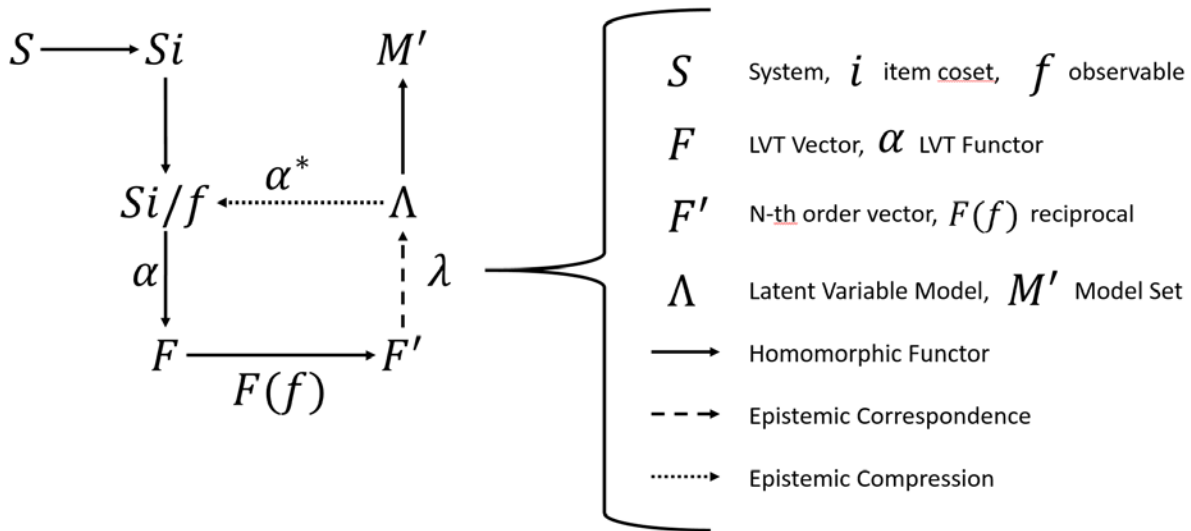 S Si M′
Si/f α* Λ
α λ
F F′
F(f)
S System, i item coset, f observable
F LVT Vector, α LVT Functor
F′ N-th order vector, F(f) reciprocal
Λ Latent Variable Model, M′ Model Set
Homomorphic Functor
Epistemic Correspondence
Epistemic Compression